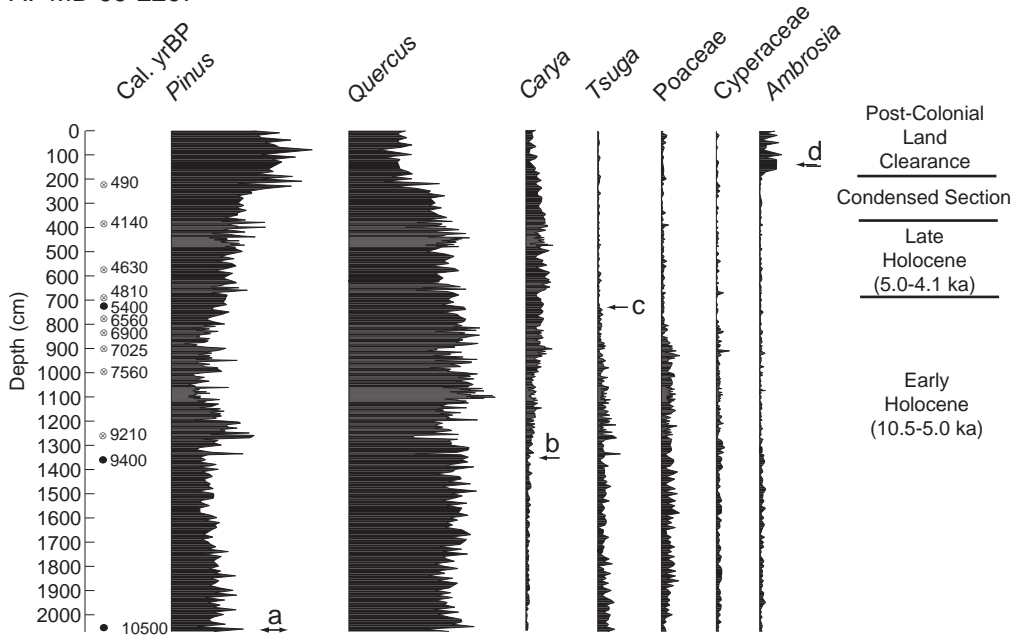 Cal. yrBP
Pinus
Quercus
Carya
Tsuga
Poaceae
Cyperaceae
Ambrosia
Depth (cm)
0
100
200
300
400
500
600
700
800
900
1000
1100
1200
1300
1400
1500
1600
1700
1800
1900
2000
490
4140
4630
4810
5400
6560
6900
7025
7560
9210
9400
10500
a
b
c
d
Post-Colonial
Land
Clearance
Condensed Section
Late
Holocene
(5.0-4.1 ka)
Early
Holocene
(10.5-5.0 ka)